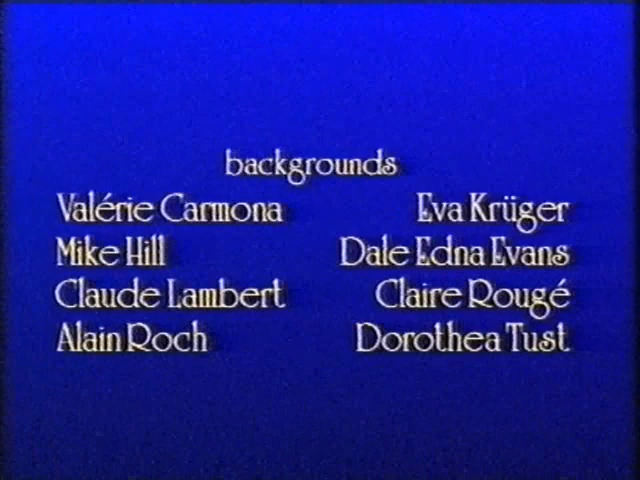 backgrounds
Valérie Carmona Eva Krüger
Mike Hill Dale Edna Evans
Claude Lambert Claire Rougé
Alain Roch Dorothea Tust